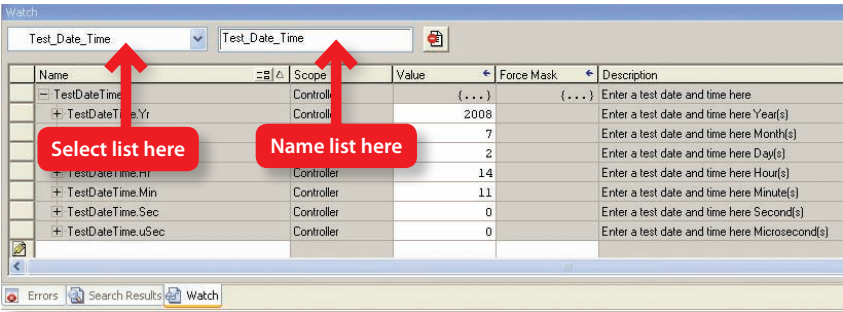 Watch
Test_Date_Time Test_Date_Time
Name Scope Value Force Mask Description
TestDateTime Controller {...} {...} Enter a test date and time here
TestDateTime.Yr Controller 2008 Enter a test date and time here Year(s)
7 Enter a test date and time here Month(s)
2 Enter a test date and time here Day(s)
Select list here Name list here
TestDateTime.Hr Controller 14 Enter a test date and time here Hour(s)
TestDateTime.Min Controller 11 Enter a test date and time here Minute(s)
TestDateTime.Sec Controller 0 Enter a test date and time here Second(s)
TestDateTime.uSec Controller 0 Enter a test date and time here Microsecond(s)
Errors Search Results Watch